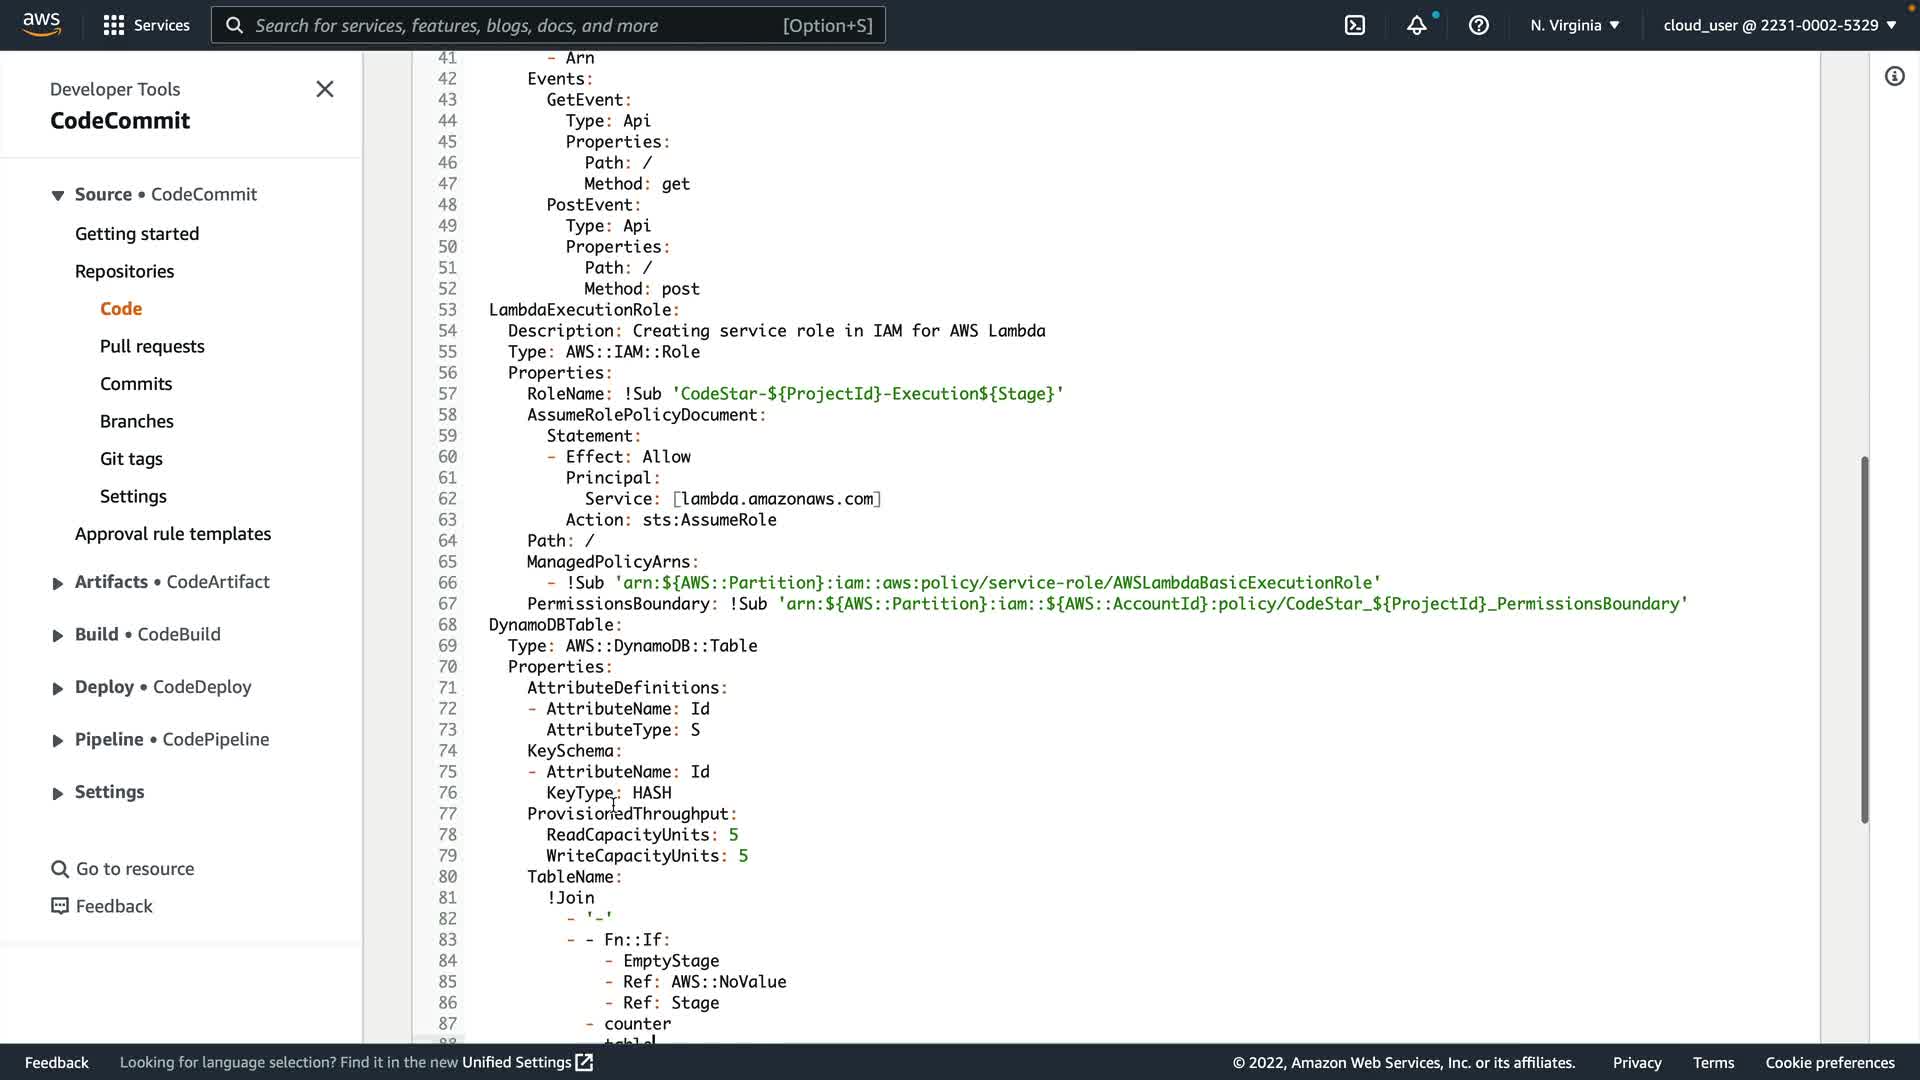 aws
Services
Search for services, features, blogs, docs, and more
[Option+S]
N. Virginia
cloud_user @ 2231-0002-5329
Developer Tools
CodeCommit
Source • CodeCommit
Getting started
Repositories
Code
Pull requests
Commits
Branches
Git tags
Settings
Approval rule templates
Artifacts • CodeArtifact
Build • CodeBuild
Deploy • CodeDeploy
Pipeline • CodePipeline
Settings
Go to resource
Feedback
41 - Arn
42 Events:
43 GetEvent:
44 Type: Api
45 Properties:
46 Path: /
47 Method: get
48 PostEvent:
49 Type: Api
50 Properties:
51 Path: /
52 Method: post
53 LambdaExecutionRole:
54 Description: Creating service role in IAM for AWS Lambda
55 Type: AWS::IAM::Role
56 Properties:
57 RoleName: !Sub 'CodeStar-${ProjectId}-Execution${Stage}'
58 AssumeRolePolicyDocument:
59 Statement:
60 - Effect: Allow
61 Principal:
62 Service: [lambda.amazonaws.com]
63 Action: sts:AssumeRole
64 Path: /
65 ManagedPolicyArns:
66 - !Sub 'arn:${AWS::Partition}:iam::aws:policy/service-role/AWSLambdaBasicExecutionRole'
67 PermissionsBoundary: !Sub 'arn:${AWS::Partition}:iam::${AWS::AccountId}:policy/CodeStar_${ProjectId}_PermissionsBoundary'
68 DynamoDBTable:
69 Type: AWS::DynamoDB::Table
70 Properties:
71 AttributeDefinitions:
72 - AttributeName: Id
73 AttributeType: S
74 KeySchema:
75 - AttributeName: Id
76 KeyType: HASH
77 ProvisionedThroughput:
78 ReadCapacityUnits: 5
79 WriteCapacityUnits: 5
80 TableName:
81 !Join
82 - '-'
83 - - Fn::If:
84 - EmptyStage
85 - Ref: AWS::NoValue
86 - Ref: Stage
87 - counter
88 table
Feedback
Looking for language selection? Find it in the new Unified Settings
© 2022, Amazon Web Services, Inc. or its affiliates.
Privacy
Terms
Cookie preferences